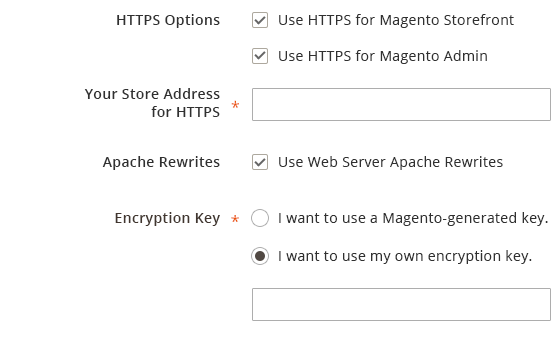 HTTPS Options Use HTTPS for Magento Storefront
Use HTTPS for Magento Admin
Your Store Address
for HTTPS *
Apache Rewrites Use Web Server Apache Rewrites
Encryption Key * I want to use a Magento-generated key.
I want to use my own encryption key.